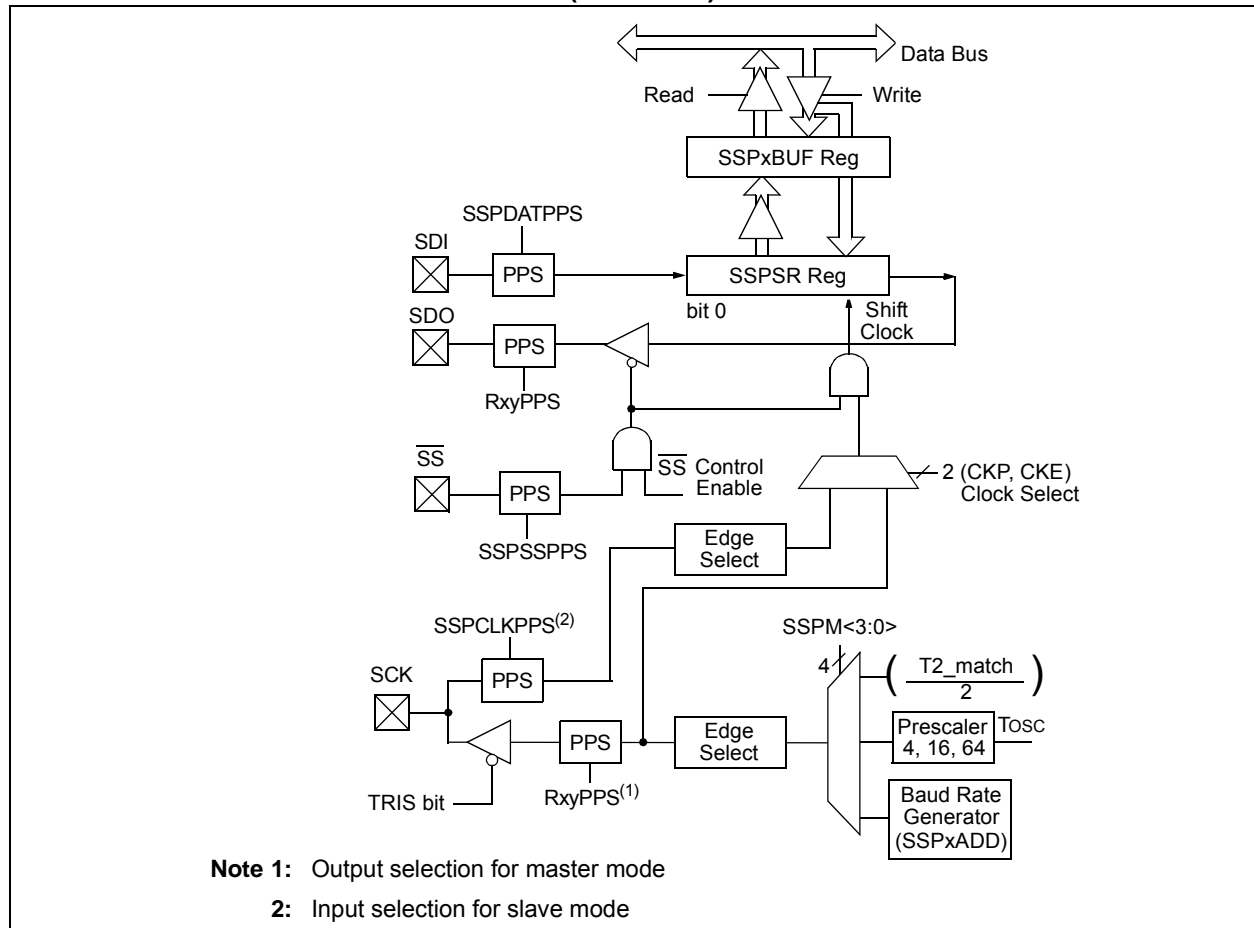 Data Bus
Read
Write
SSPxBUF Reg
SSPDATPPS
SDI
PPS
SSPSR Reg
bit 0
Shift
Clock
SDO
PPS
RxyPPS
SS
PPS
SS Control
Enable
2 (CKP, CKE)
Clock Select
SSPSSPPS
Edge
Select
SSPCLKPPS(2)
SSPM<3:0>
4
SCK
PPS
( T2_match
2 )
PPS
Edge
Select
Prescaler
4, 16, 64
TOSC
TRIS bit
RxyPPS(1)
Baud Rate
Generator
(SSPxADD)
Note 1: Output selection for master mode
2: Input selection for slave mode